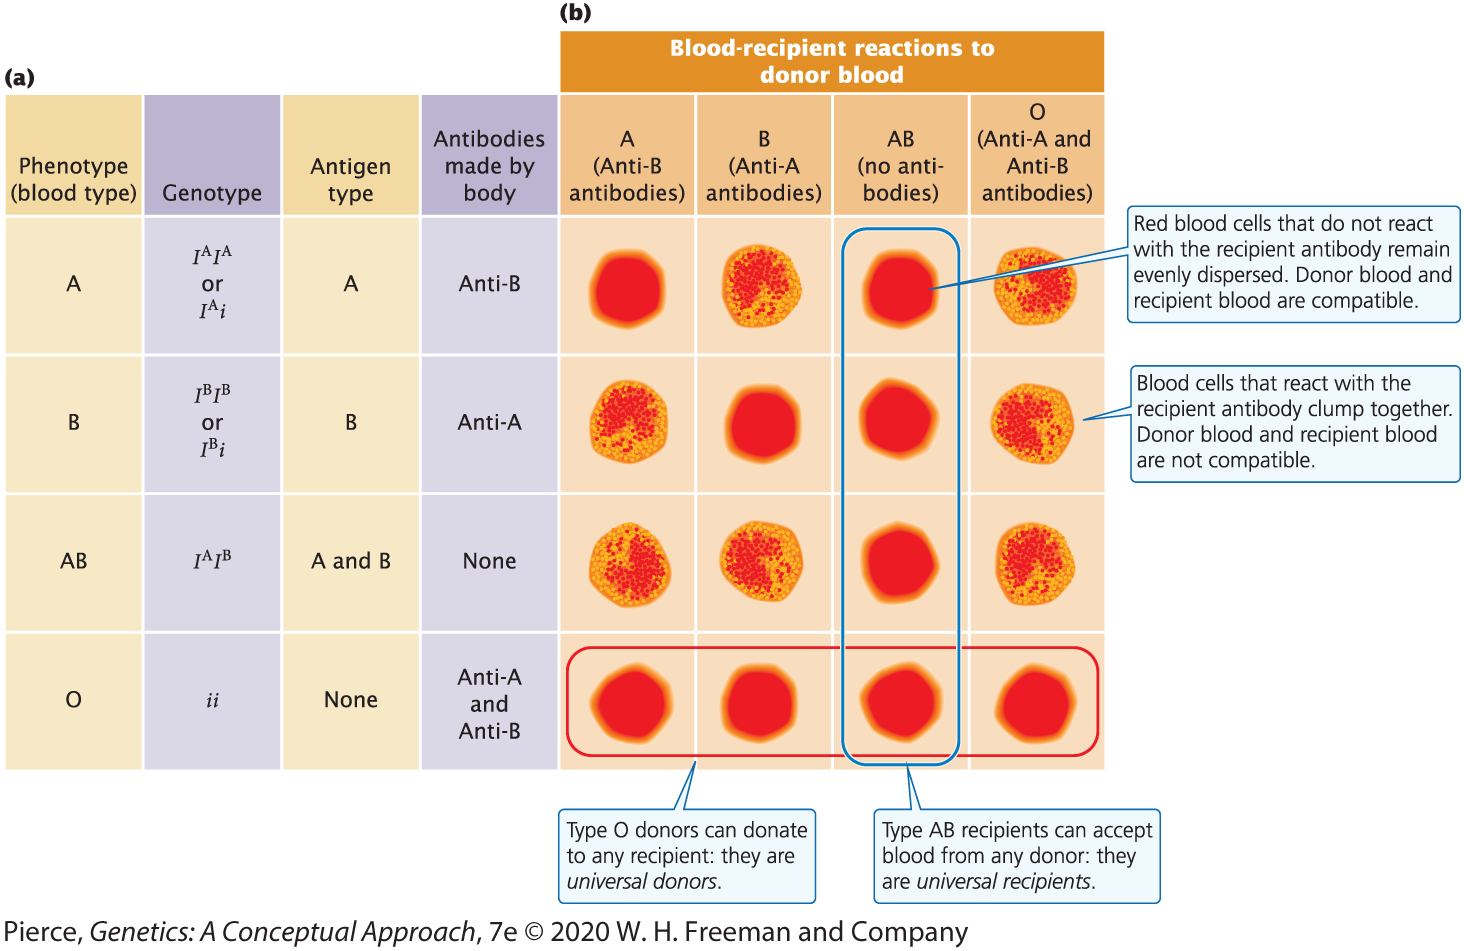 (b)
Blood-recipient reactions to
donor blood
(a)
Phenotype
(blood type)
Genotype
Antigen
type
Antibodies
made by
body
A
(Anti-B
antibodies)
B
(Anti-A
antibodies)
AB
(no anti-
bodies)
O
(Anti-A and
Anti-B
antibodies)
A
IᴬIᴬ
or
Iᴬi
A
Anti-B
B
IᴮIᴮ
or
Iᴮi
B
Anti-A
AB
IᴬIᴮ
A and B
None
O
ii
None
Anti-A
and
Anti-B
Red blood cells that do not react
with the recipient antibody remain
evenly dispersed. Donor blood and
recipient blood are compatible.
Blood cells that react with the
recipient antibody clump together.
Donor blood and recipient blood
are not compatible.
Type O donors can donate
to any recipient: they are
universal donors.
Type AB recipients can accept
blood from any donor: they
are universal recipients.
Pierce, Genetics: A Conceptual Approach, 7e © 2020 W. H. Freeman and Company